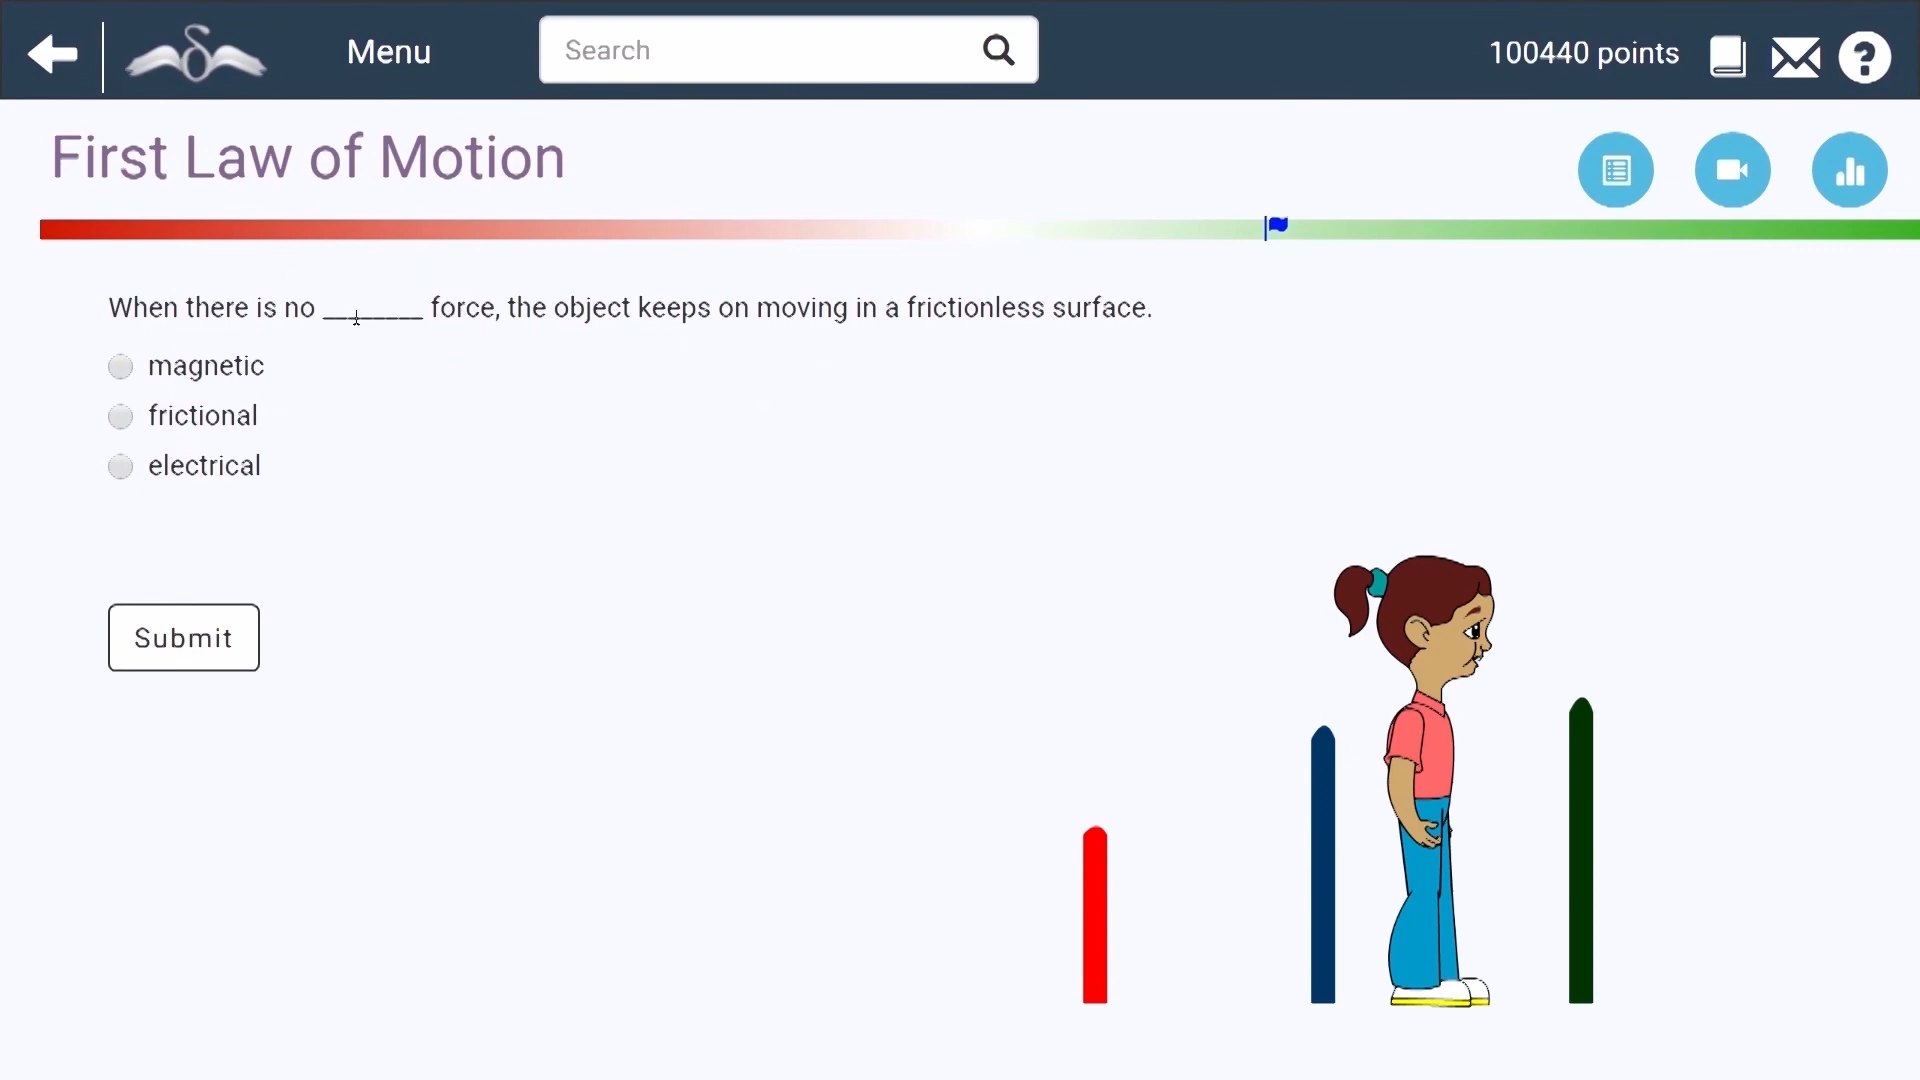 Menu
Search
100440 points
First Law of Motion
When there is no ________ force, the object keeps on moving in a frictionless surface.
magnetic
frictional
electrical
Submit